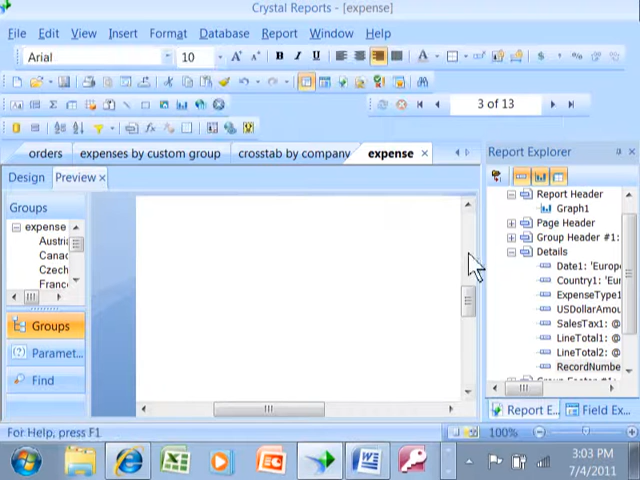 Crystal Reports - [expense]
File Edit View Insert Format Database Report Window Help
Arial 10 B I U
3 of 13
orders expenses by custom group crosstab by company expense
Report Explorer
Design Preview
Groups
expense
Austria
Canac
Czech
Franc
Groups
Paramet...
Find
Report Header
Graph1
Page Header
Group Header #1:
Details
Date1: 'Europ
Country1: 'Eur
ExpenseType1
USDollarAmou
SalesTax1: @
LineTotal1: @
LineTotal2: @
RecordNumbe
Report E...
Field Ex...
For Help, press F1
100%
3:03 PM
7/4/2011